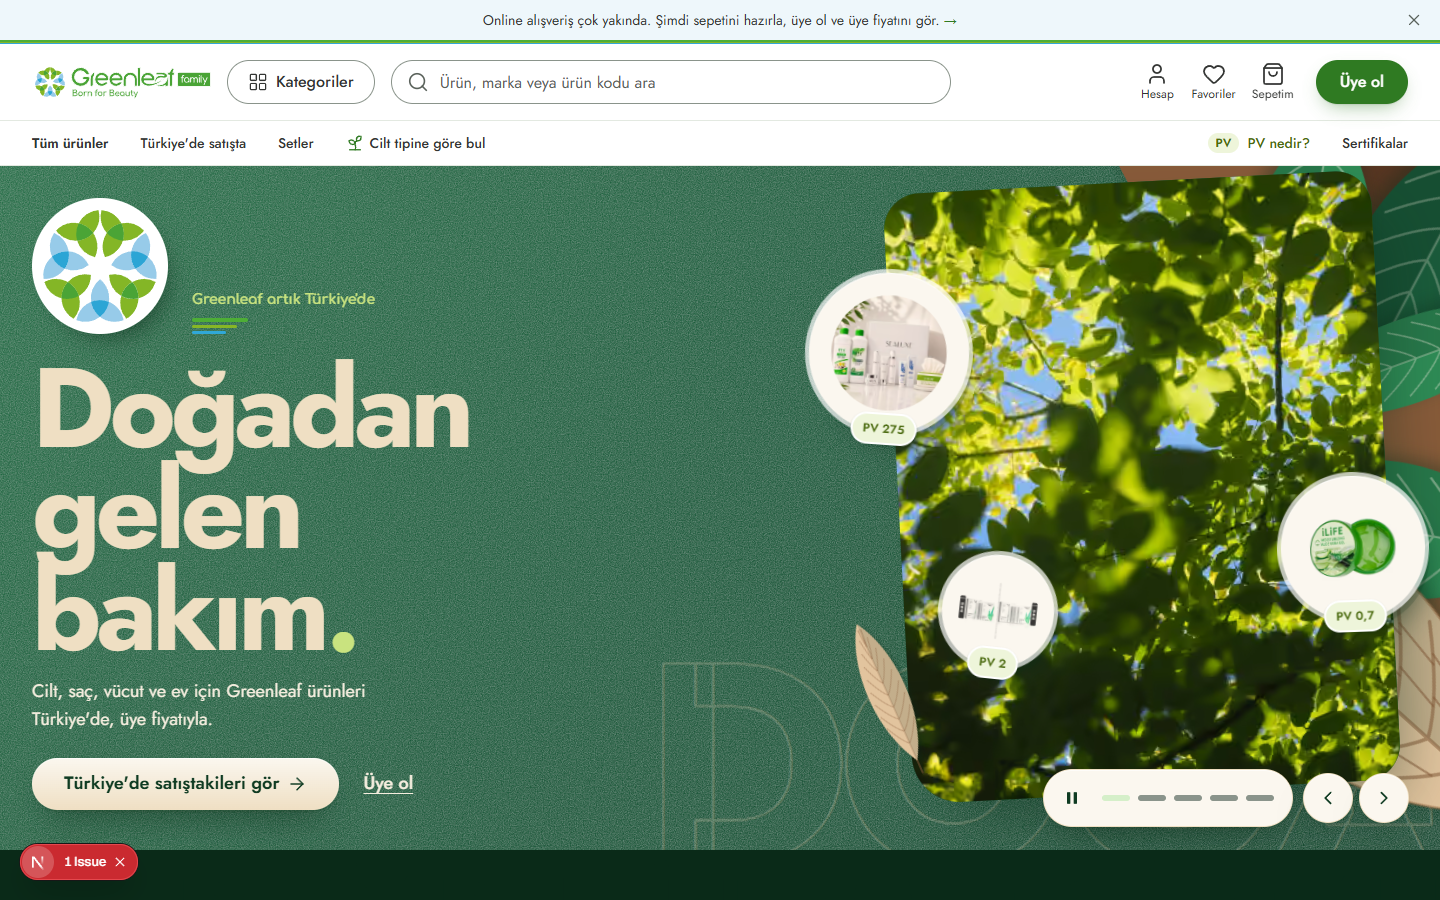 Online alışveriş çok yakında. Şimdi sepetini hazırla, üye ol ve üye fiyatını gör. →
Greenleaf family
Born for Beauty
Kategoriler
Ürün, marka veya ürün kodu ara
Hesap
Favoriler
Sepetim
Üye ol
Tüm ürünler
Türkiye'de satışta
Setler
Cilt tipine göre bul
PV
PV nedir?
Sertifikalar
Greenleaf artık Türkiye'de
Doğadan
gelen
bakım.
PV 275
iLiFE
PV 0,7
PV 2
Cilt, saç, vücut ve ev için Greenleaf ürünleri
Türkiye'de, üye fiyatıyla.
Türkiye'de satıştakileri gör →
Üye ol
N
1 Issue